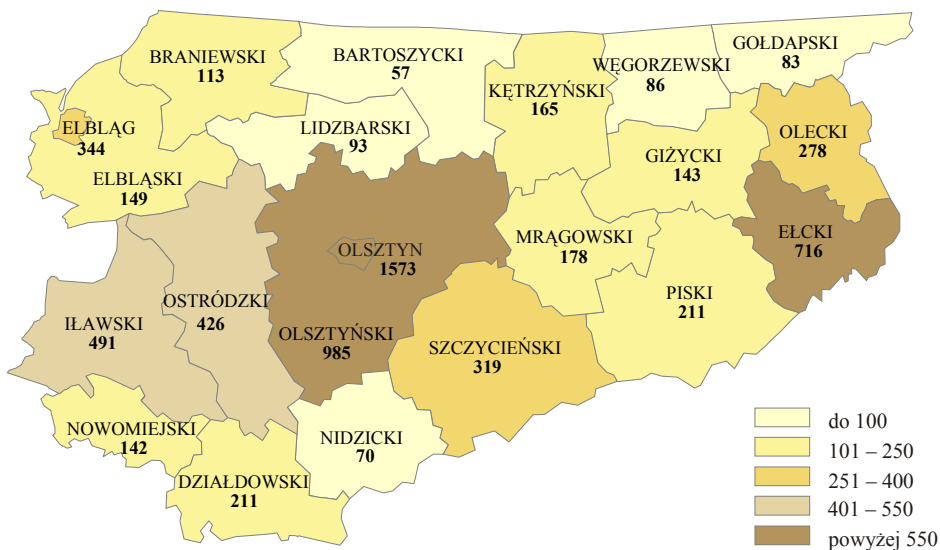 BRANIEWSKI
113
BARTOSZYCKI
57
KĘTRZYŃSKI
165
WĘGORZEWSKI
86
GOŁDAPSKI
83
ELBLĄG
344
LIDZBARSKI
93
OLECKI
278
GIŻYCKI
143
ELBLĄSKI
149
EŁCKI
716
MRĄGOWSKI
178
OLSZTYN
1573
PISKI
211
OSTRÓDZKI
426
IŁAWSKI
491
OLSZTYŃSKI
985
SZCZYCIEŃSKI
319
NOWOMIEJSKI
142
NIDZICKI
70
DZIAŁDOWSKI
211
do 100
101 – 250
251 – 400
401 – 550
powyżej 550